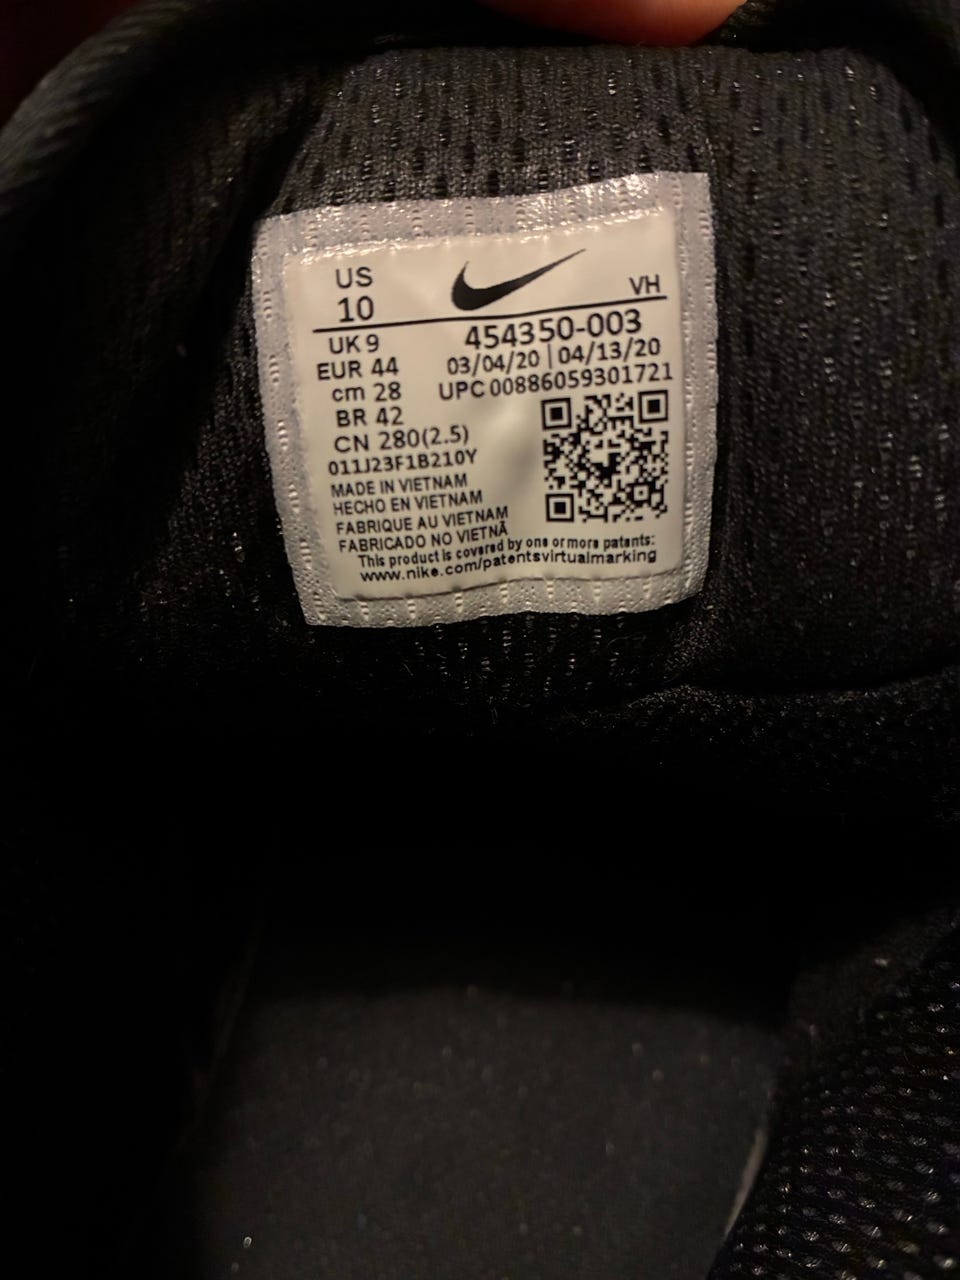 US
10
VH
UK 9
EUR 44
cm 28
BR 42
CN 280(2.5)
454350-003
03/04/20 | 04/13/20
UPC 00886059301721
011J23F1B210Y
MADE IN VIETNAM
HECHO EN VIETNAM
FABRIQUE AU VIETNAM
FABRICADO NO VIETNÃ
This product is covered by one or more patents:
www.nike.com/patentsvirtualmarking